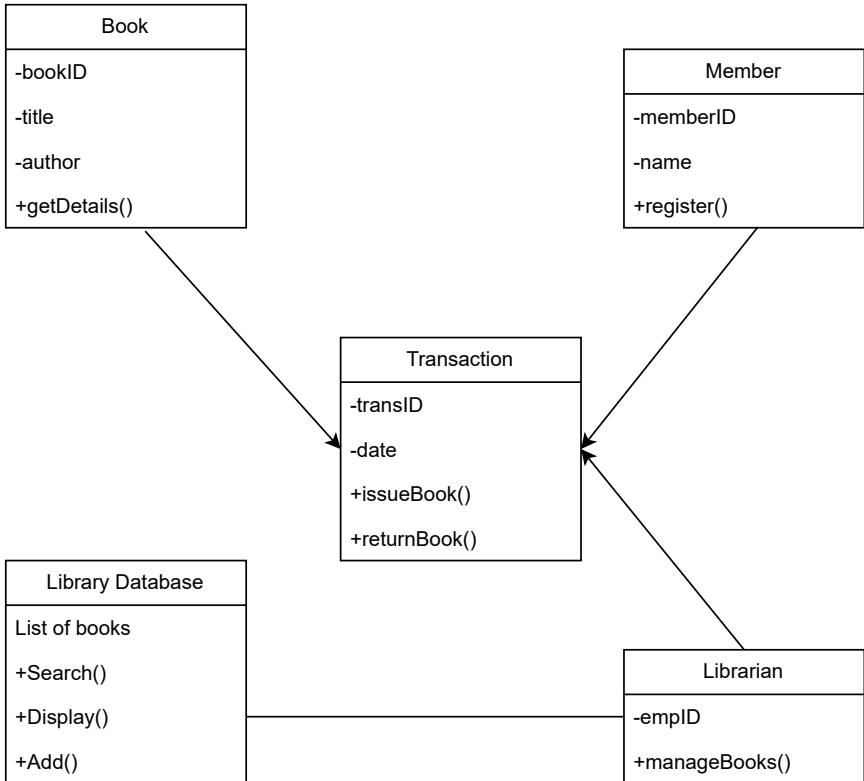 Book
-bookID
-title
-author
+getDetails()
Member
-memberID
-name
+register()
Transaction
-transID
-date
+issueBook()
+returnBook()
Library Database
List of books
+Search()
+Display()
+Add()
Librarian
-empID
+manageBooks()